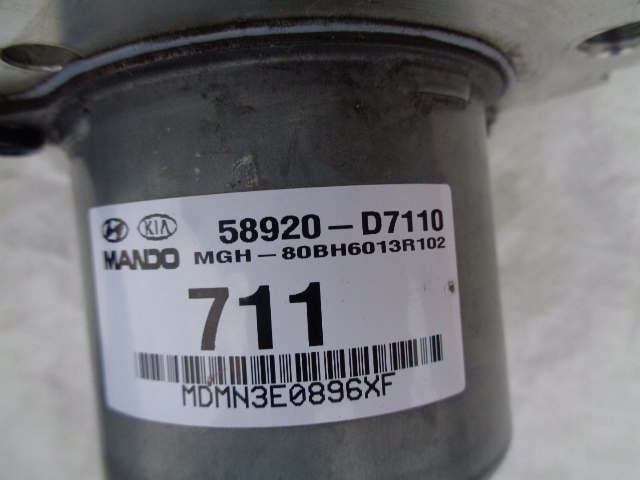 KIA 58920-D7110
MANDO MGH-80BH6013R102
711
MDMN3E0896XF